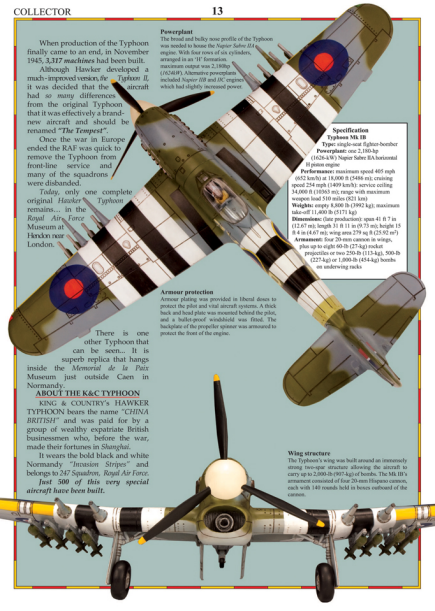 COLLECTOR
13
When production of the Typhoon
finally came to an end, in November
1945, 3,317 machines had been built.
Although Hawker developed a
much - improved version, the Typhoon II,
it was decided that the aircraft
had so many differences
from the original Typhoon
that it was effectively a brand-
new aircraft and should be
renamed "The Tempest".
Once the war in Europe
ended the RAF was quick to
remove the Typhoon from
front-line service and
many of the squadrons
were disbanded.
Today, only one complete
original Hawker Typhoon
remains... in the
Royal Air Force
Museum at
Hendon near
London.
There is one
other Typhoon that
can be seen... It is
superb replica that hangs
inside the Memorial de la Paix
Museum just outside Caen in
Normandy.
ABOUT THE K&C TYPHOON
KING & COUNTRY's HAWKER
TYPHOON bears the name "CHINA
BRITISH" and was paid for by a
group of wealthy expatriate British
businessmen who, before the war,
made their fortunes in Shanghai.
It wears the bold black and white
Normandy "Invasion Stripes" and
belongs to 247 Squadron, Royal Air Force.
Just 500 of this very special
aircraft have been built.
Powerplant
The broad and bulky nose profile of the Typhoon
was needed to house the Napier Sabre IIA
engine. With four rows of six cylinders,
arranged in an 'H' formation
maximum output was 2,180hp
(1624kW). Alternative powerplants
included Napier IIB and IIC engines
which had slightly increased power.
Specification
Typhoon Mk IB
Type: single-seat fighter-bomber
Powerplant: one 2,180-hp
(1626-kW) Napier Sabre IIA horizontal
H piston engine
Performance: maximum speed 405 mph
(652 km/h) at 18,000 ft (5486 m); cruising
speed 254 mph (1409 km/h): service ceiling
34,000 ft (10363 m); range with maximum
weapon load 510 miles (821 km)
Weights: empty 8,800 lb (3992 kg); maximum
take-off 11,400 lb (5171 kg)
Dimensions: (late production): span 41 ft 7 in
(12.67 m); length 31 ft 11 in (9.73 m); height 15
ft 4 in (4.67 m); wing area 279 sq ft (25.92 m²)
Armament: four 20-mm cannon in wings,
plus up to eight 60-lb (27-kg) rocket
projectiles or two 250-lb (113-kg), 500-lb
(227-kg) or 1,000-lb (454-kg) bombs
on underwing racks
Armour protection
Armour plating was provided in liberal doses to
protect the pilot and vital aircraft systems. A thick
back and head plate was mounted behind the pilot,
and a bullet-proof windshield was fitted. The
backplate of the propeller spinner was armoured to
protect the front of the engine.
Wing structure
The Typhoon's wing was built around an immensely
strong two-spar structure allowing the aircraft to
carry up to 2,000-lb (907-kg) of bombs. The Mk IB's
armament consisted of four 20-mm Hispano cannon,
each with 140 rounds held in boxes outboard of the
cannon.